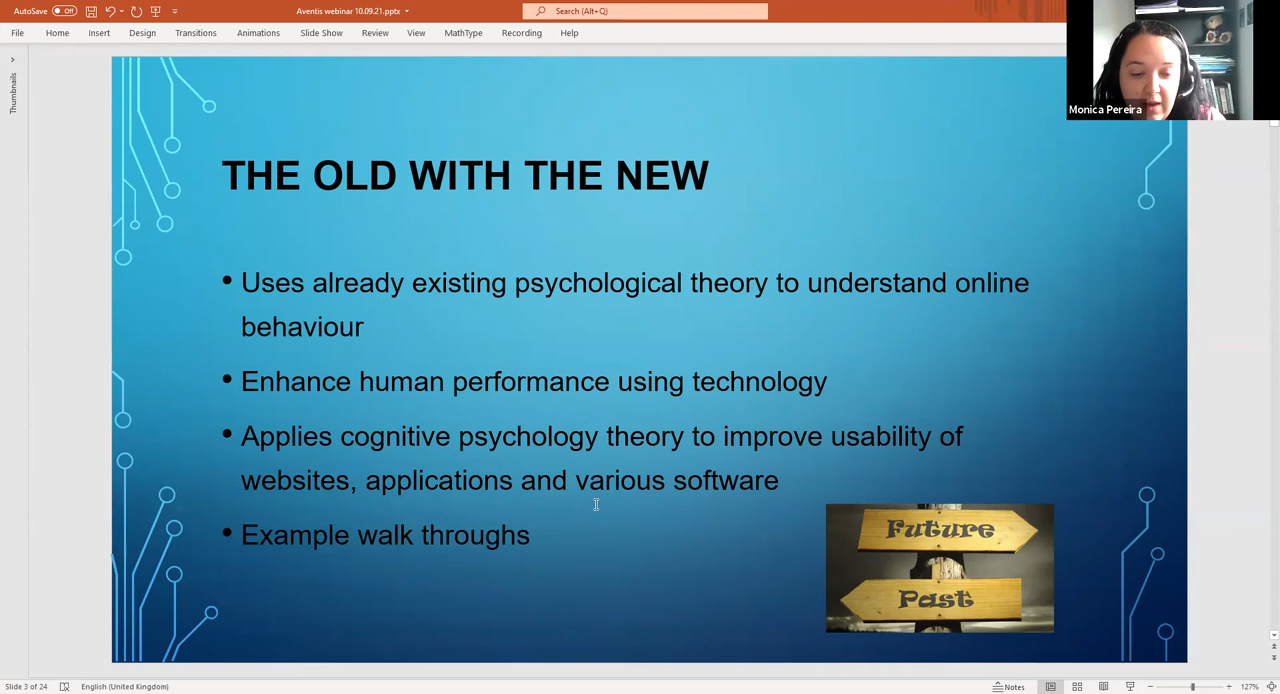 AutoSave
Off
Aventis webinar 10.09.21.pptx
Search (Alt+Q)
File Home Insert Design Transitions Animations Slide Show Review View MathType Recording Help
Monica Pereira
Thumbnails
THE OLD WITH THE NEW
• Uses already existing psychological theory to understand online
behaviour
• Enhance human performance using technology
• Applies cognitive psychology theory to improve usability of
websites, applications and various software
• Example walk throughs
Future
Past
Slide 3 of 24
English (United Kingdom)
Notes
127%